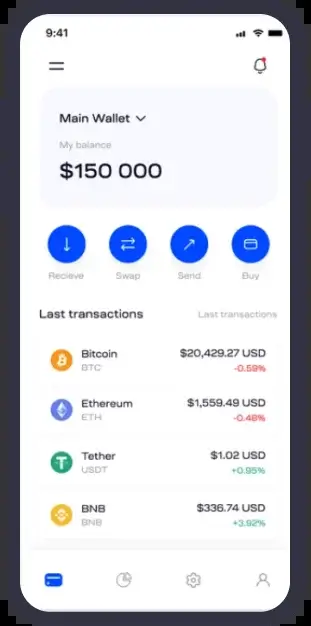 9:41
Main Wallet
My balance
$150 000
Recieve Swap Send Buy
Last transactions Last transactions
Bitcoin $20,429.27 USD
BTC -0.59%
Ethereum $1,559.49 USD
ETH -0.48%
Tether $1.02 USD
USDT +0.95%
BNB $336.74 USD
BNB +3.92%